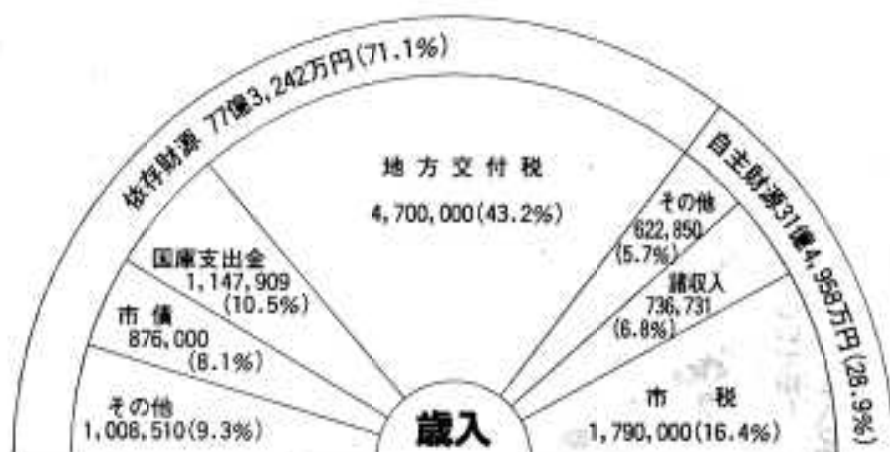 依存財源 77億3,242万円(71.1%)
自主財源31億4,958万円(28.9%)
地方交付税
4,700,000(43.2%)
その他
622,850
(5.7%)
諸収入
736,731
(6.8%)
市税
1,790,000(16.4%)
国庫支出金
1,147,909
(10.5%)
市債
876,000
(8.1%)
その他
1,008,510(9.3%)
歳入